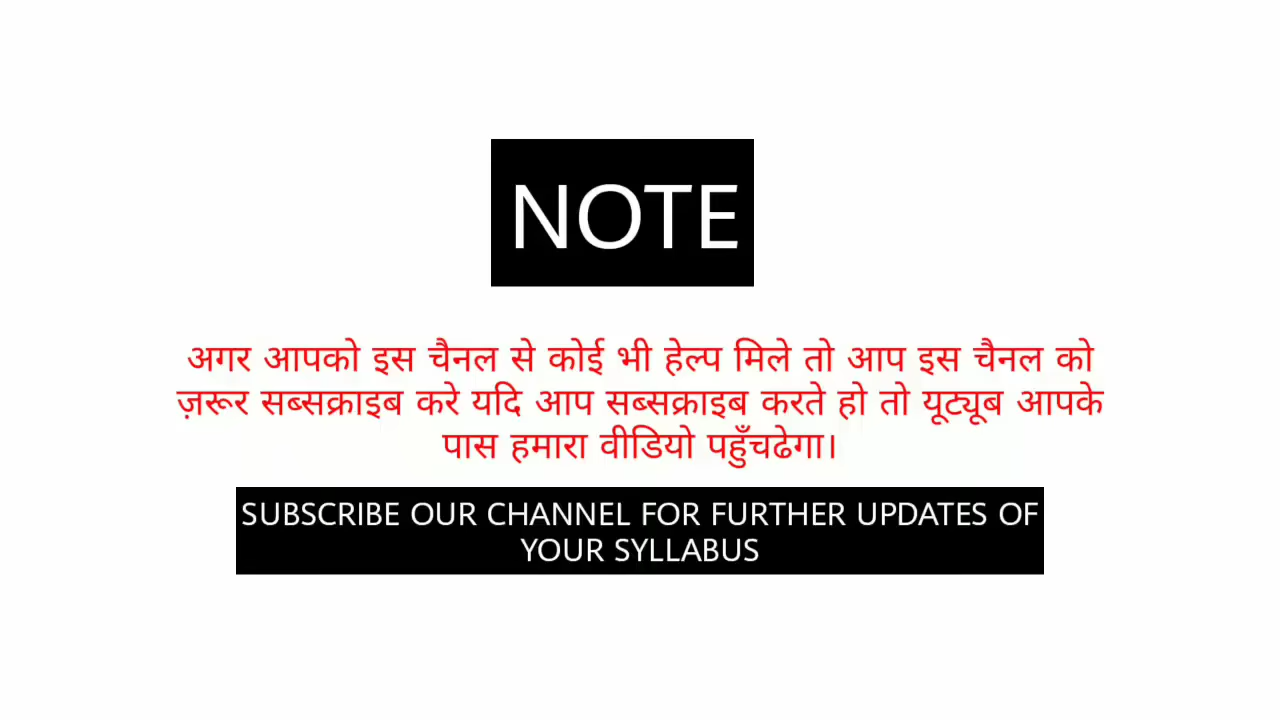 NOTE
अगर आपको इस चैनल से कोई भी हेल्प मिले तो आप इस चैनल को
ज़रूर सब्सक्राइब करे यदि आप सब्सक्राइब करते हो तो यूट्यूब आपके
पास हमारा वीडियो पहुँचढेगा।
SUBSCRIBE OUR CHANNEL FOR FURTHER UPDATES OF
YOUR SYLLABUS